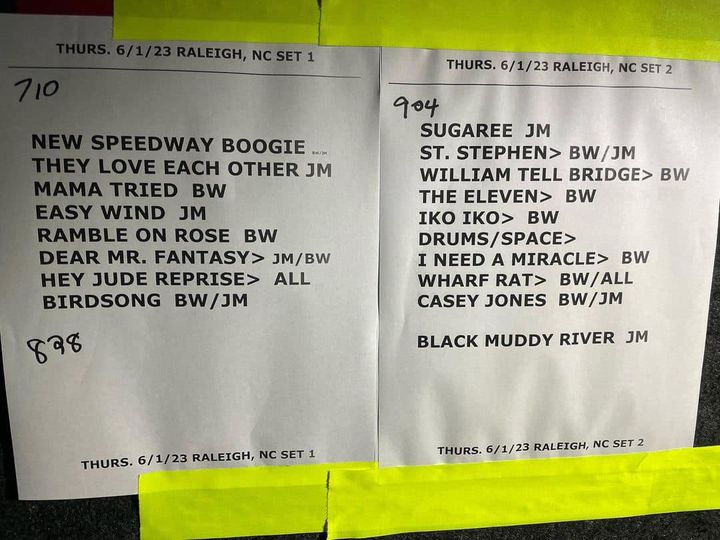 THURS. 6/1/23 RALEIGH, NC SET 1
710
NEW SPEEDWAY BOOGIE BW/JM
THEY LOVE EACH OTHER JM
MAMA TRIED BW
EASY WIND JM
RAMBLE ON ROSE BW
DEAR MR. FANTASY> JM/BW
HEY JUDE REPRISE> ALL
BIRDSONG BW/JM
838
THURS. 6/1/23 RALEIGH, NC SET 1
THURS. 6/1/23 RALEIGH, NC SET 2
904
SUGAREE JM
ST. STEPHEN> BW/JM
WILLIAM TELL BRIDGE> BW
THE ELEVEN> BW
IKO IKO> BW
DRUMS/SPACE>
I NEED A MIRACLE> BW
WHARF RAT> BW/ALL
CASEY JONES BW/JM
BLACK MUDDY RIVER JM
THURS. 6/1/23 RALEIGH, NC SET 2